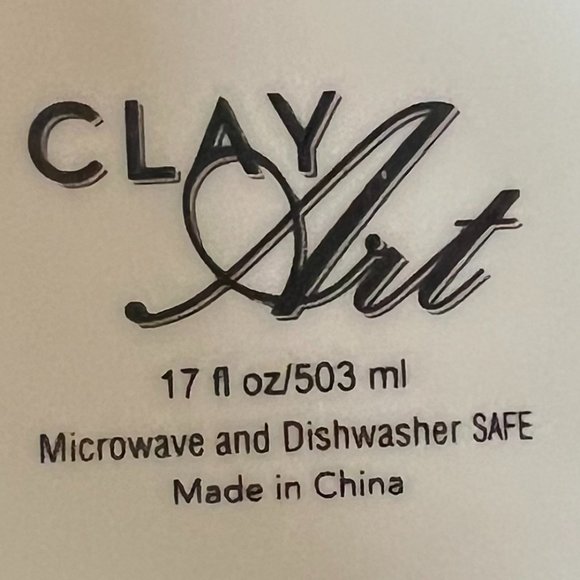 CLAY
Art
17 fl oz/503 ml
Microwave and Dishwasher SAFE
Made in China